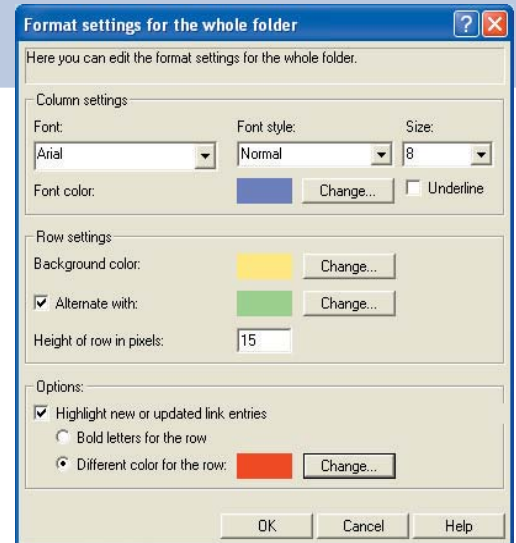 Format settings for the whole folder
Here you can edit the format settings for the whole folder.
Column settings
Font: Font style: Size:
Arial Normal 8
Font color: Change... Underline
Row settings
Background color: Change...
Alternate with: Change...
Height of row in pixels: 15
Options:
Highlight new or updated link entries
Bold letters for the row
Different color for the row: Change...
OK Cancel Help